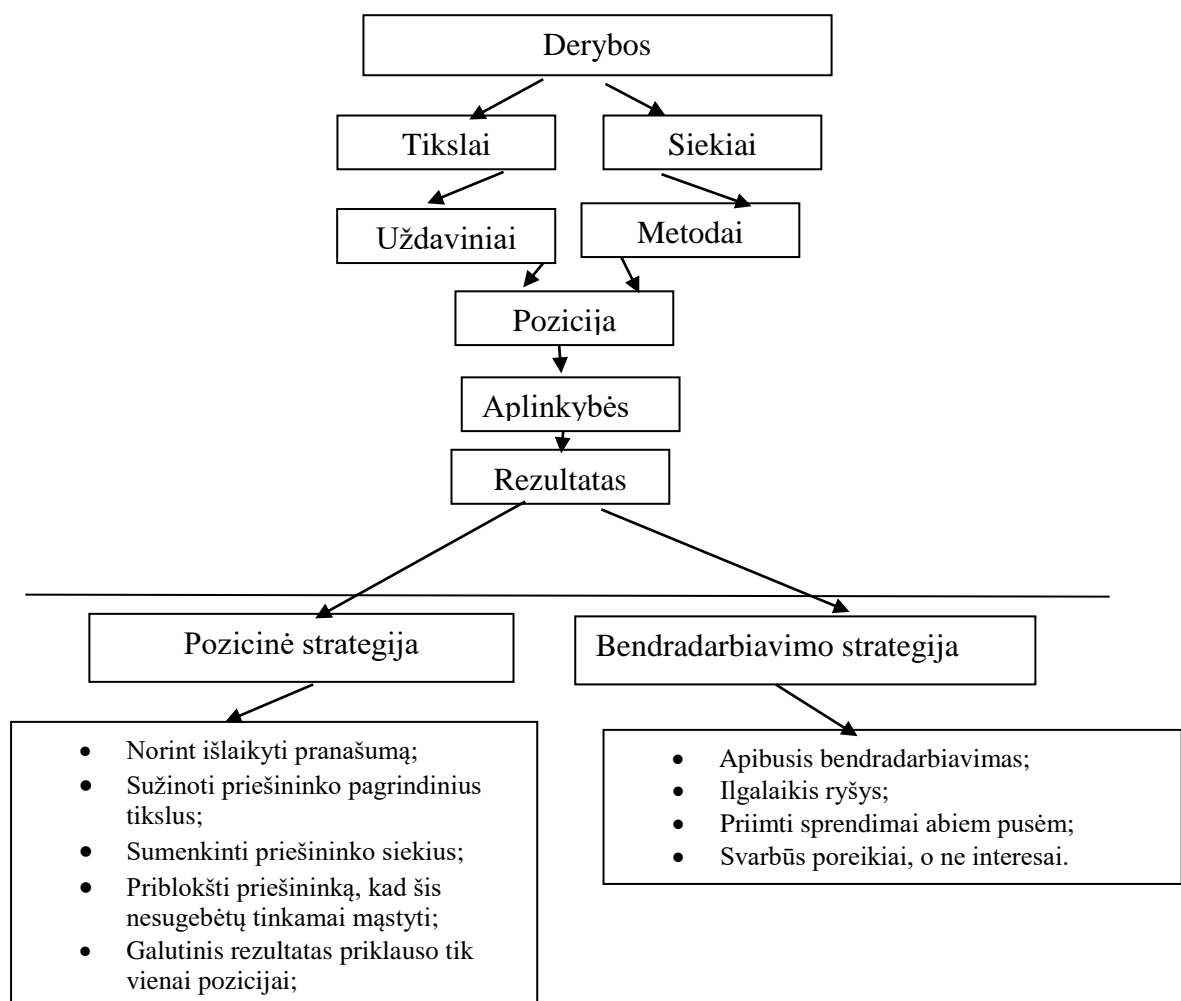 Derybos
Tikslai
Siekiai
Uždaviniai
Metodai
Pozicija
Aplinkybės
Rezultatas
Pozicinė strategija
Bendradarbiavimo strategija
• Norint išlaikyti pranašumą;
• Sužinoti priešininko pagrindinius
tikslus;
• Sumenkinti priešininko siekius;
• Priblokšti priešininką, kad šis
nesugebėtų tinkamai mąstyti;
• Galutinis rezultatas priklauso tik
vienai pozicijai;
• Apibusis bendradarbiavimas;
• Ilgalaikis ryšys;
• Priimti sprendimai abiem pusėm;
• Svarbūs poreikiai, o ne interesai.